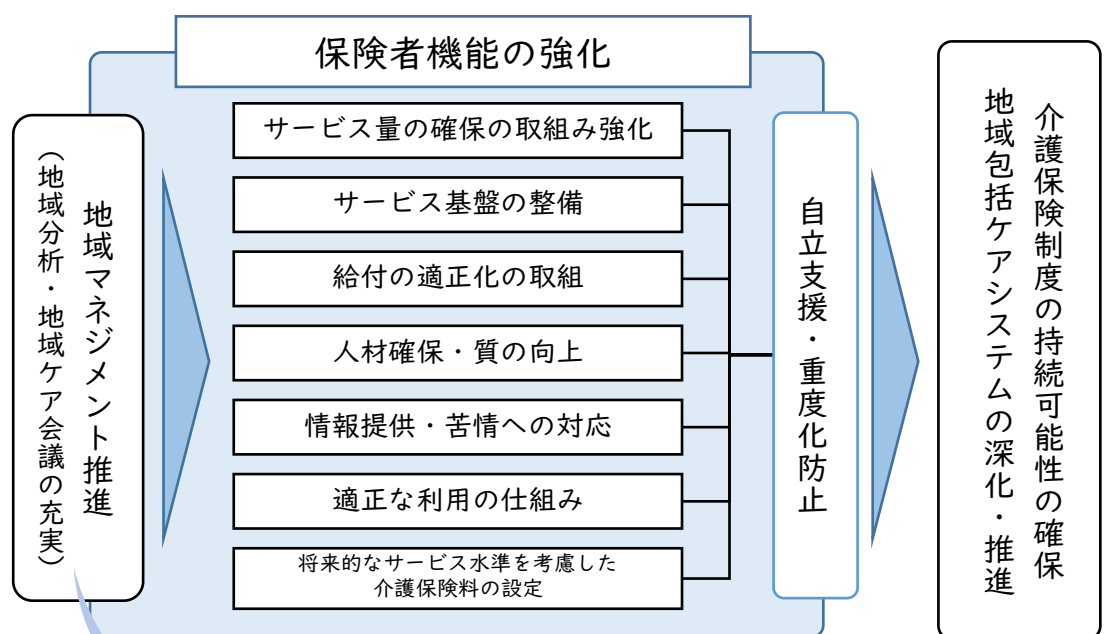 保険者機能の強化
地域マネジメント推進
（地域分析・地域ケア会議の充実）
サービス量の確保の取組み強化
サービス基盤の整備
給付の適正化の取組
人材確保・質の向上
情報提供・苦情への対応
適正な利用の仕組み
将来的なサービス水準を考慮した
介護保険料の設定
自立支援・重度化防止
介護保険制度の持続可能性の確保
地域包括ケアシステムの深化・推進